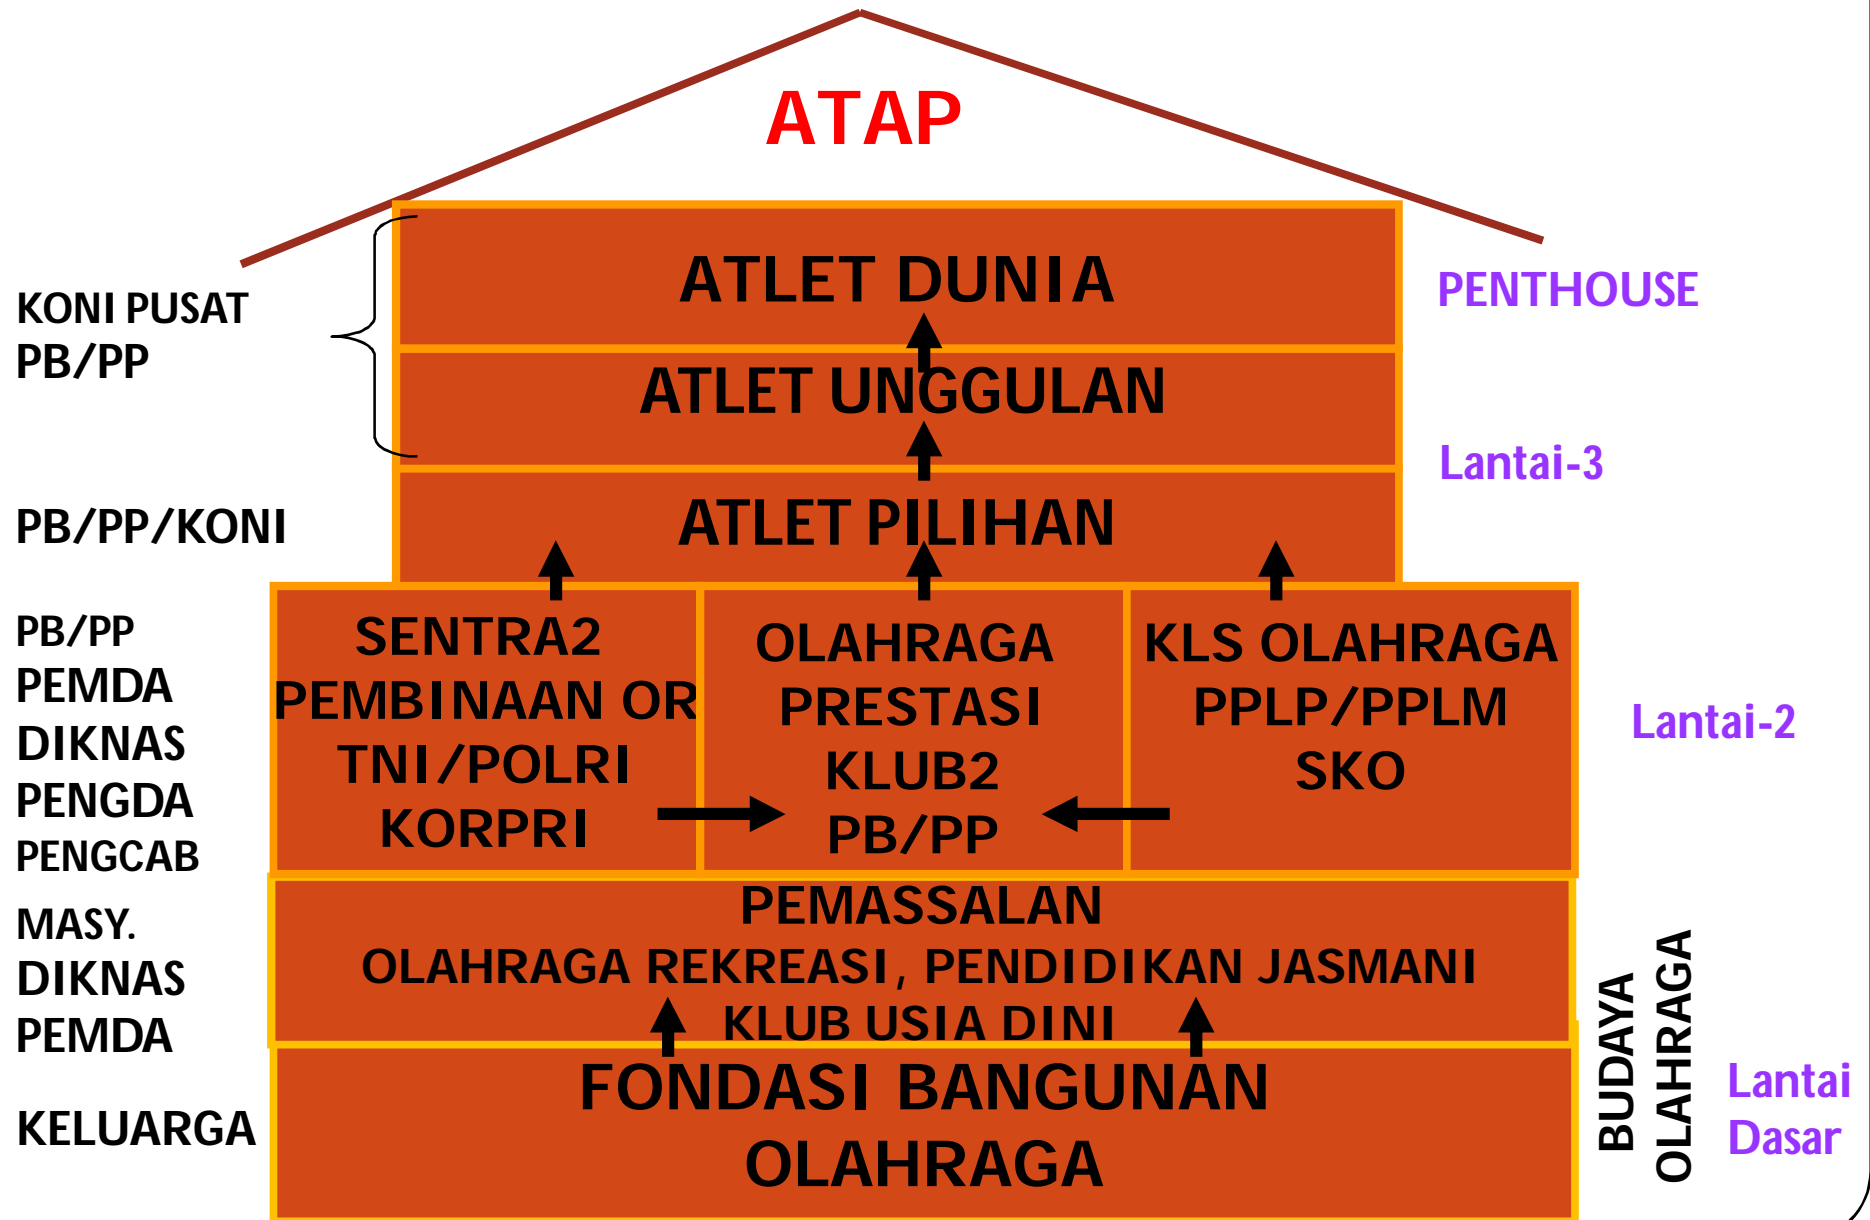 ATAP
KONI PUSAT
PB/PP
ATLET DUNIA
PENTHOUSE
ATLET UNGGULAN
Lantai-3
PB/PP/KONI
ATLET PILIHAN
PB/PP
PEMDA
DIKNAS
PENGDA
PENGCAB
SENTRA2
PEMBINAAN OR
TNI/POLRI
KORPRI
OLAHRAGA
PRESTASI
KLUB2
PB/PP
KLS OLAHRAGA
PPLP/PPLM
SKO
Lantai-2
MASY.
DIKNAS
PEMDA
PEMASSALAN
OLAHRAGA REKREASI, PENDIDIKAN JASMANI
KLUB USIA DINI
KELUARGA
FONDASI BANGUNAN
OLAHRAGA
BUDAYA
OLAHRAGA
Lantai
Dasar